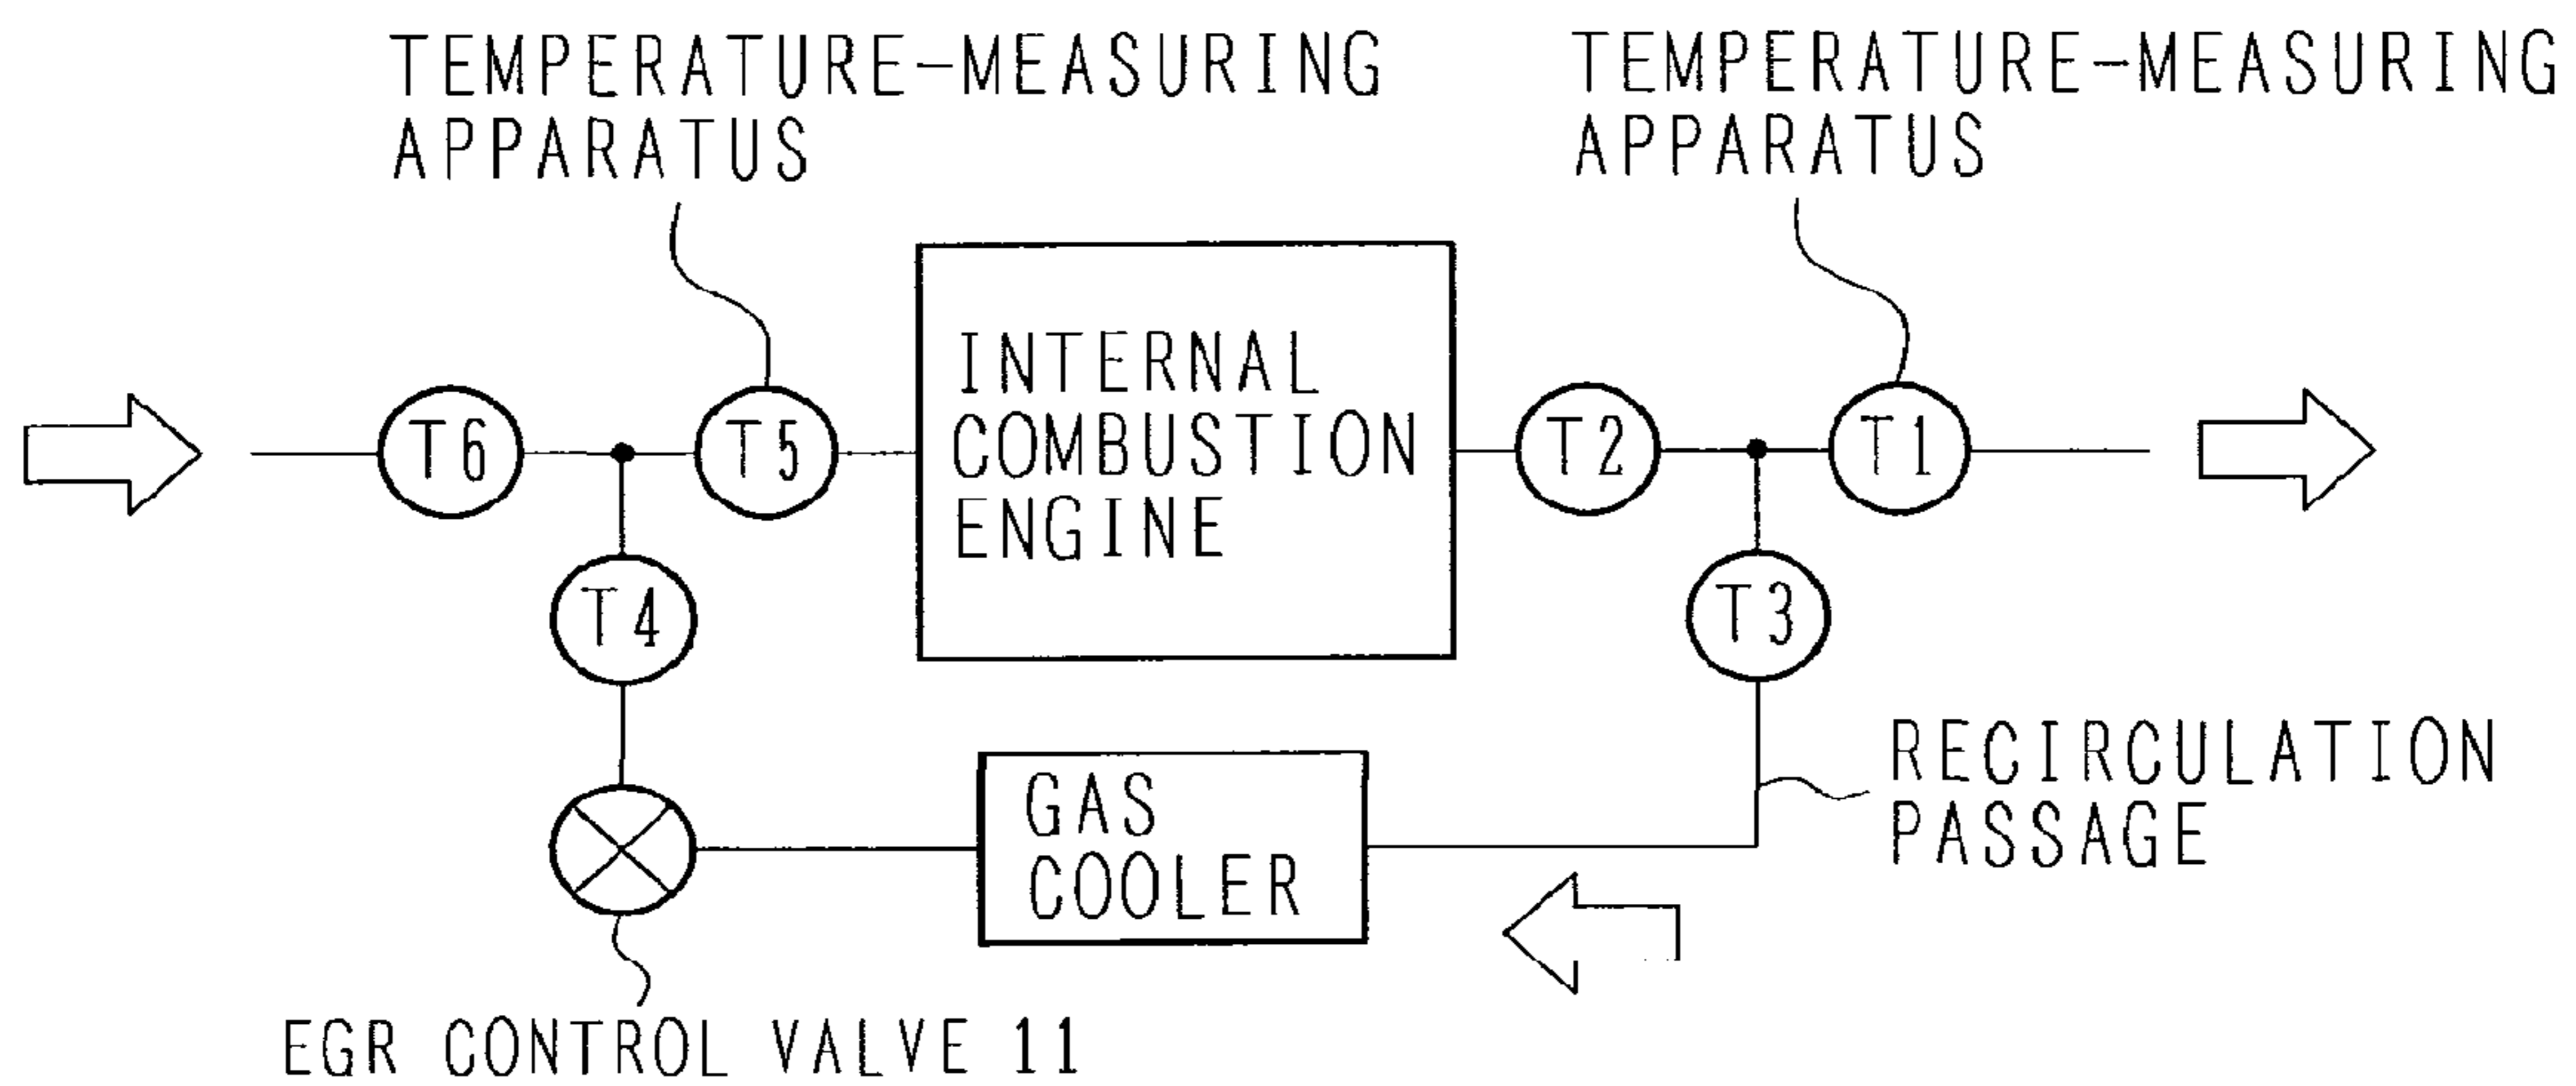 TEMPERATURE-MEASURING
APPARATUS
TEMPERATURE-MEASURING
APPARATUS
INTERNAL
COMBUSTION
ENGINE
T6
T5
T2
T1
T4
T3
RECIRCULATION
PASSAGE
GAS
COOLER
EGR CONTROL VALVE 11